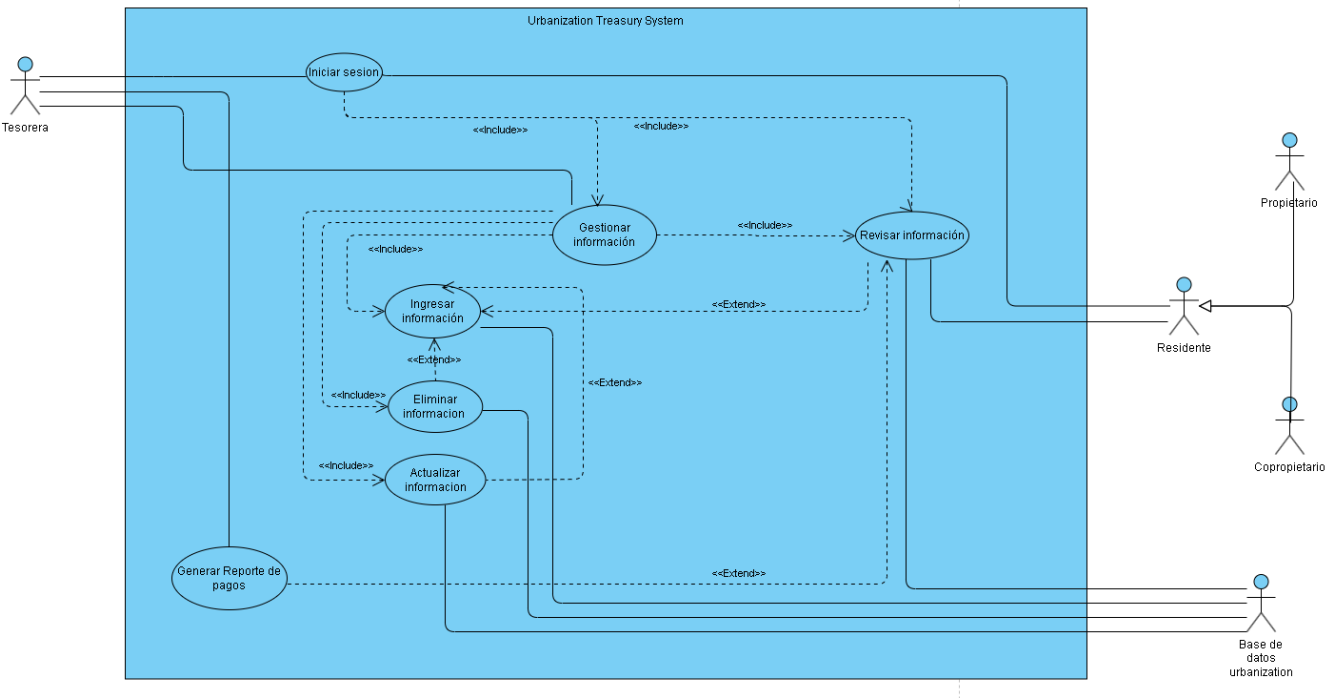 Urbanization Treasury System
Iniciar sesion
Tesorera
<<Include>>
<<Include>>
Propietario
Gestionar
información
<<Include>>
Revisar información
<<Include>>
Ingresar
información
<<Extend>>
Residente
<<Extend>>
<<Extend>>
<<Include>>
Eliminar
informacion
Copropietario
<<Include>>
Actualizar
informacion
Generar Reporte de
pagos
<<Extend>>
Base de
datos
urbanization